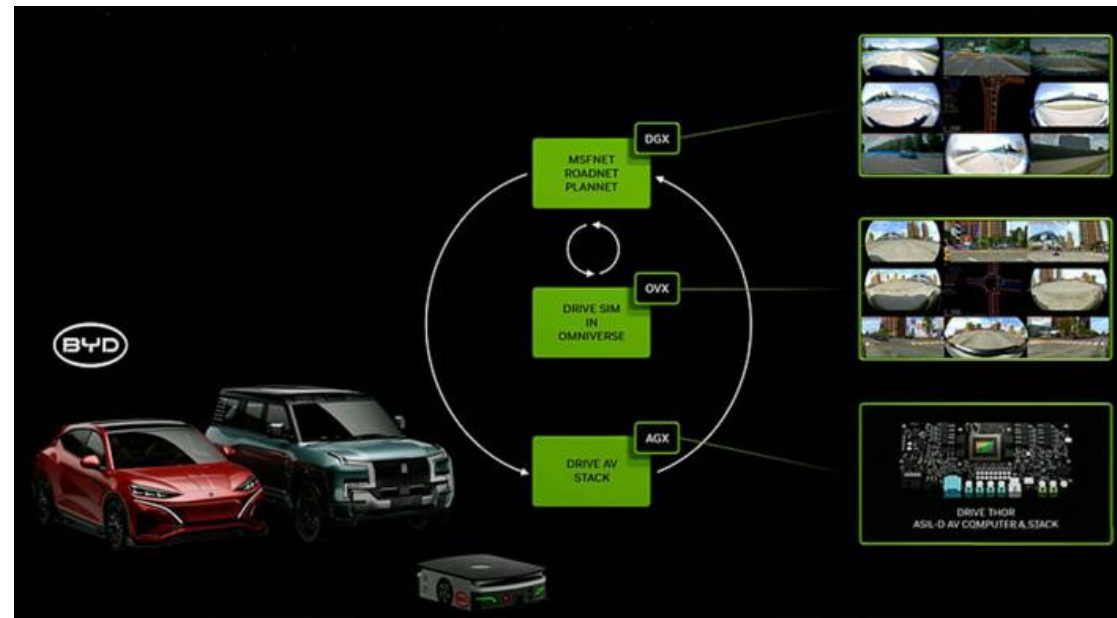 BYD
DGX
MSFNET
ROADNET
PLANNET
OVX
DRIVE SIM
IN
OMNIVERSE
AGX
DRIVE AV
STACK
DRIVE THOR
ASIL-D AV COMPUTER & STACK